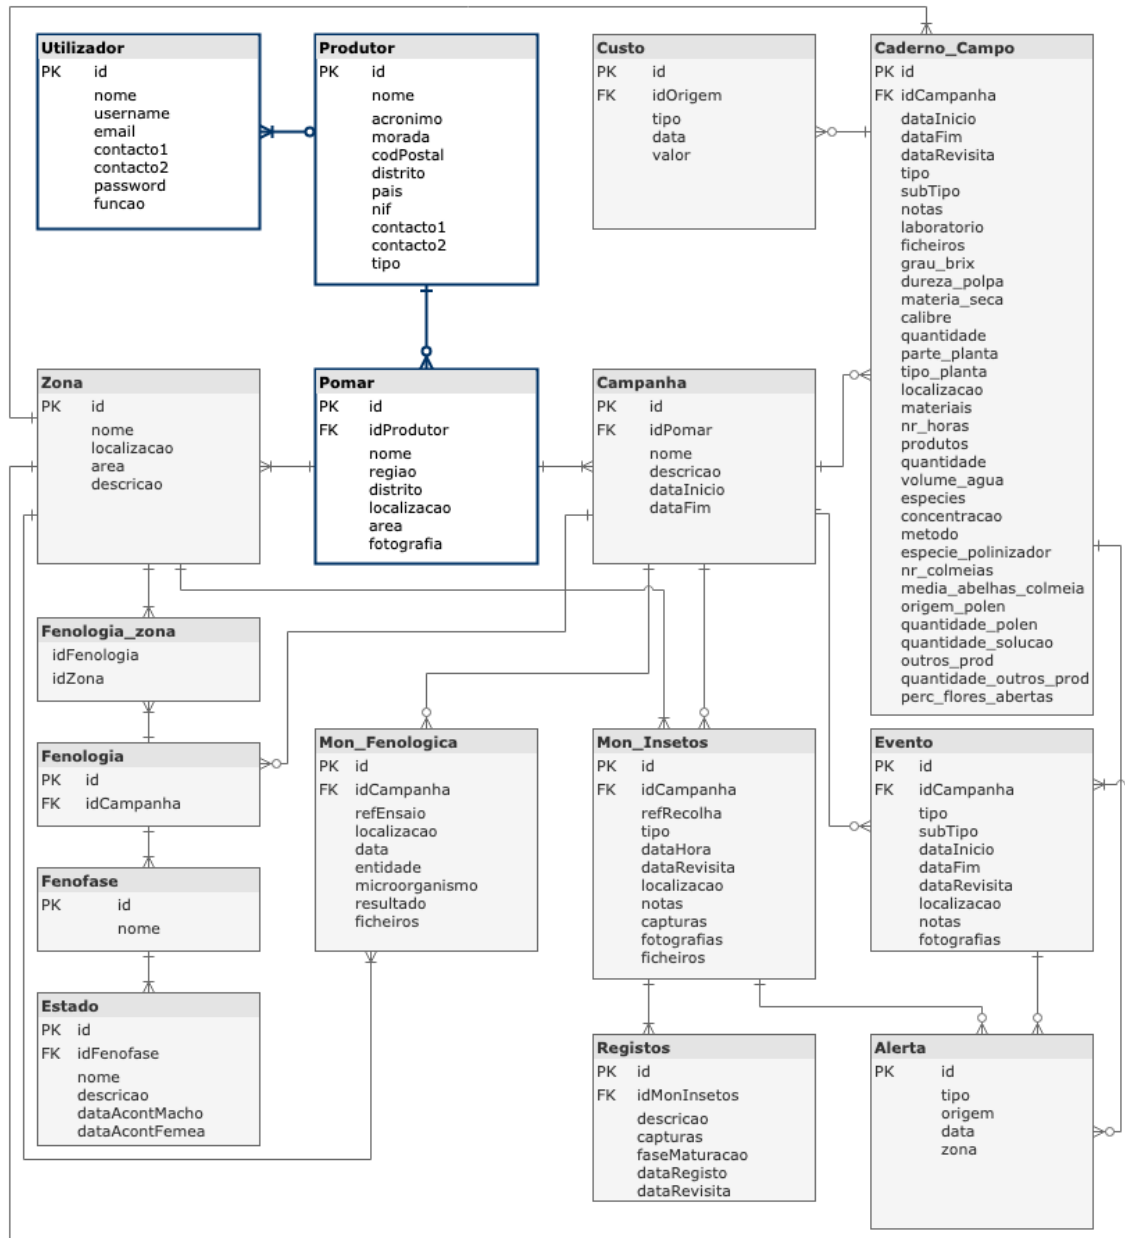 Utilizador
PK id
nome
username
email
contacto1
contacto2
password
funcao
Produtor
PK id
nome
acronimo
morada
codPostal
distrito
pais
nif
contacto1
contacto2
tipo
Custo
PK id
FK idOrigem
tipo
data
valor
Caderno_Campo
PK id
FK idCampanha
dataInicio
dataFim
dataRevisita
tipo
subTipo
notas
laboratorio
ficheiros
grau_brix
dureza_polpa
materia_seca
calibre
quantidade
parte_planta
tipo_planta
localizacao
materiais
nr_horas
produtos
quantidade
volume_agua
especies
concentracao
metodo
especie_polinizador
nr_colmeias
media_abelhas_colmeia
origem_polen
quantidade_polen
quantidade_solucao
outros_prod
quantidade_outros_prod
perc_flores_abertas
Zona
PK id
nome
localizacao
area
descricao
Pomar
PK id
FK idProdutor
nome
regiao
distrito
localizacao
area
fotografia
Campanha
PK id
FK idPomar
nome
descricao
dataInicio
dataFim
Fenologia_zona
idFenologia
idZona
Fenologia
PK id
FK idCampanha
Fenofase
PK id
nome
Estado
PK id
FK idFenofase
nome
descricao
dataAcontMacho
dataAcontFemea
Mon_Fenologica
PK id
FK idCampanha
refEnsaio
localizacao
data
entidade
microorganismo
resultado
ficheiros
Mon_Insetos
PK id
FK idCampanha
refRecolha
tipo
dataHora
dataRevisita
localizacao
notas
capturas
fotografias
ficheiros
Evento
PK id
FK idCampanha
tipo
subTipo
dataInicio
dataFim
dataRevisita
localizacao
notas
fotografias
Registos
PK id
FK idMonInsetos
descricao
capturas
faseMaturacao
dataRegisto
dataRevisita
Alerta
PK id
tipo
origem
data
zona